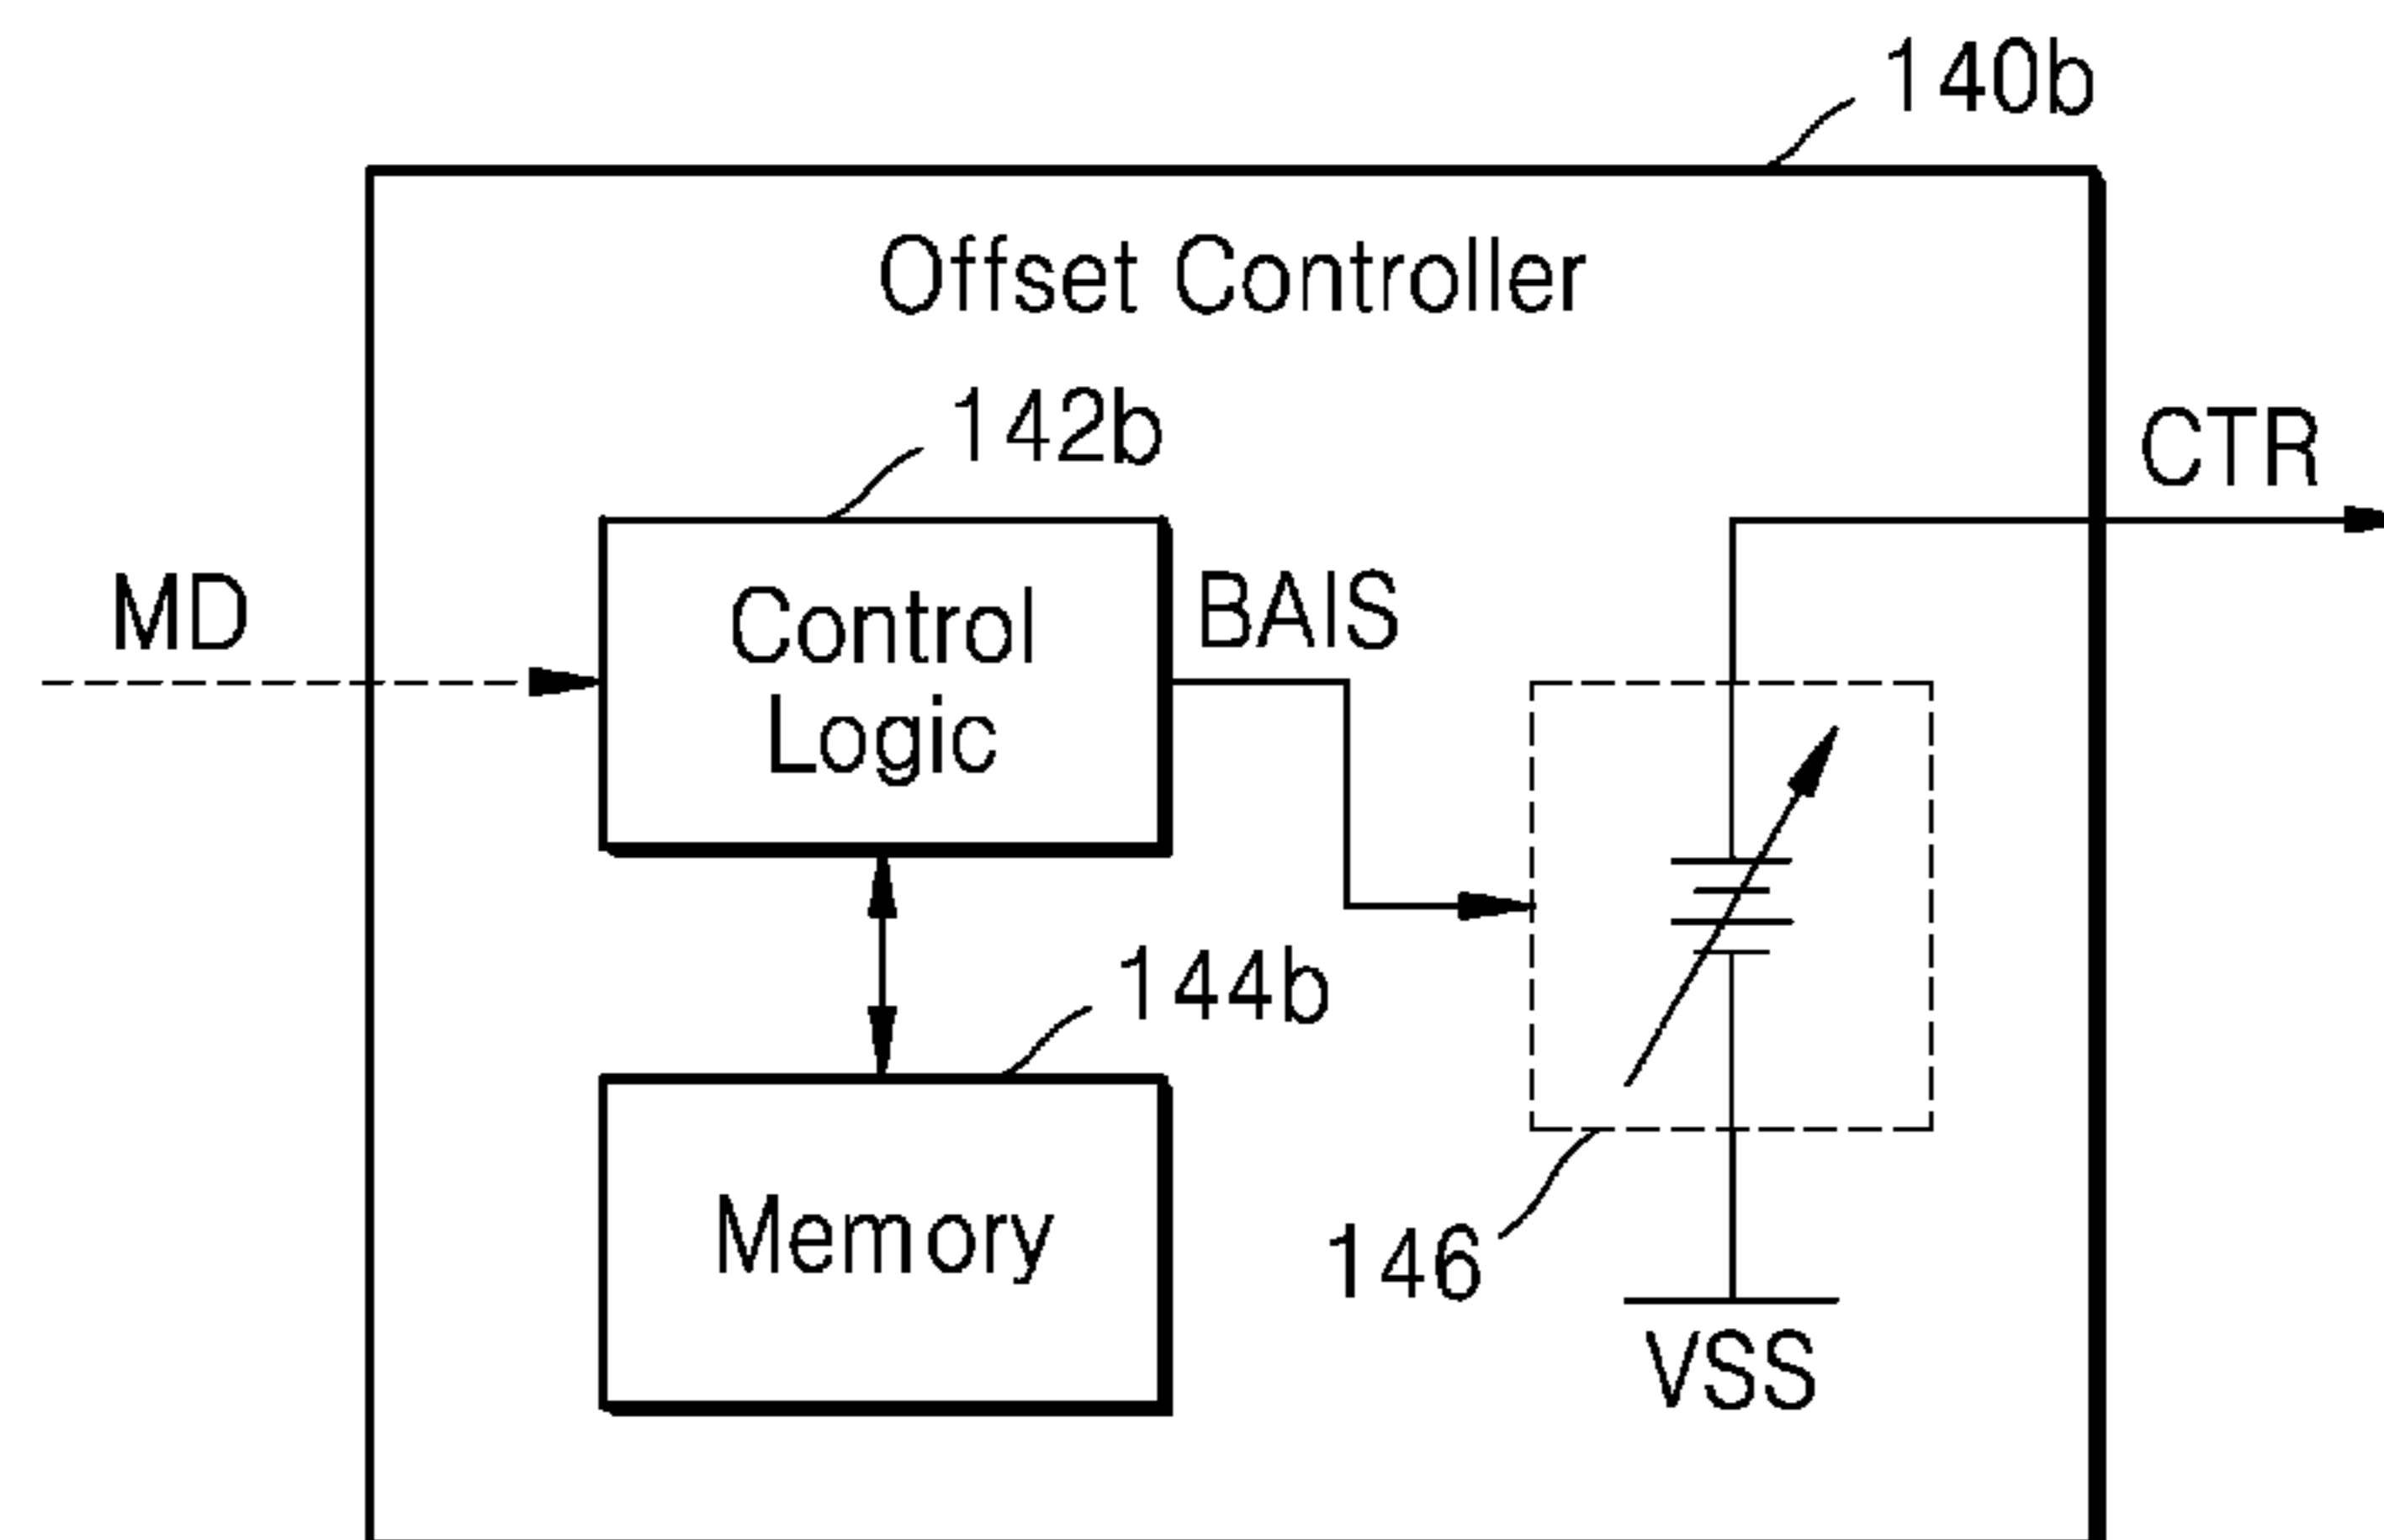 140b
Offset Controller
142b
CTR
MD
Control
Logic
BAIS
144b
Memory
146
VSS